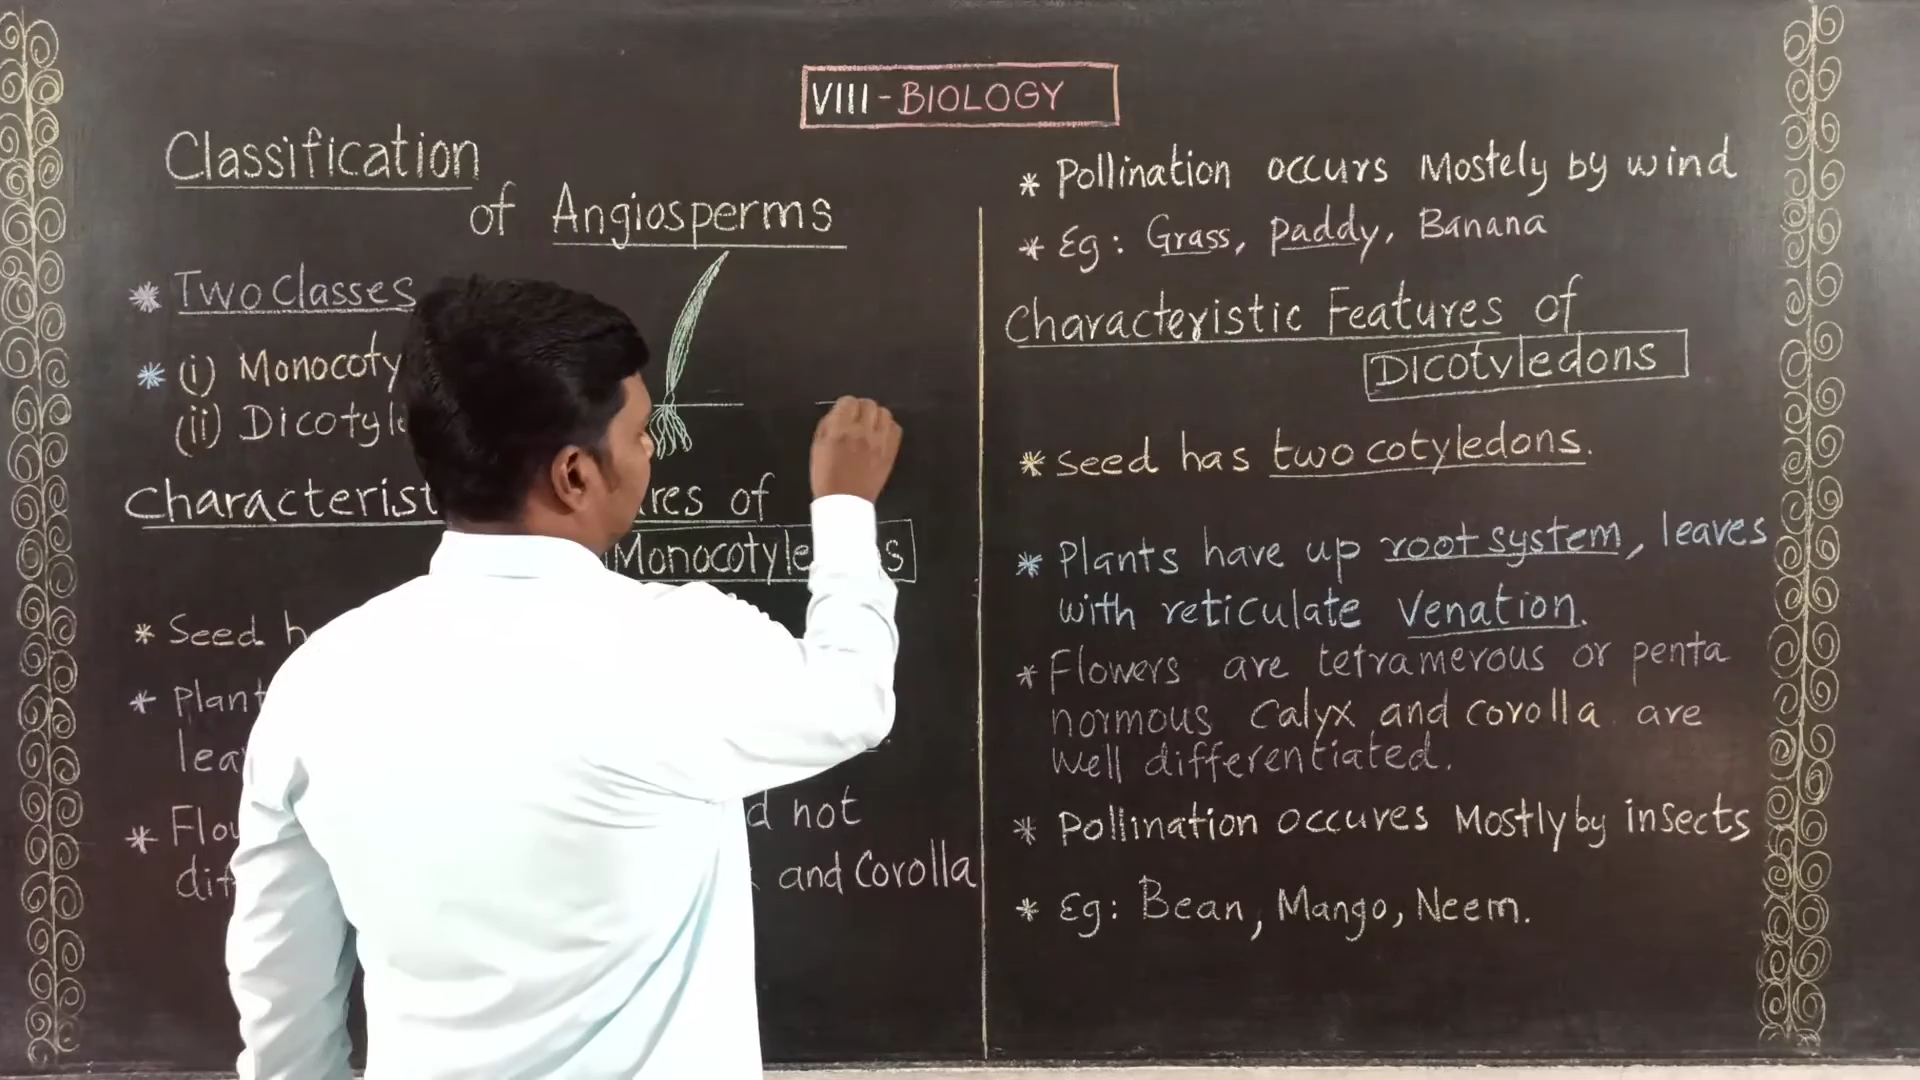 VIII - BIOLOGY
Classification
of Angiosperms
* Two Classes
* (i) Monocoty
(ii) Dicotyle
Characterist res of
Monocotyle s
* Seed h
* Plant
lea
* Flow d not
dif and Corolla
* Pollination occurs Mostely by wind
* Eg: Grass, paddy, Banana
Characteristic Features of
Dicotyledons
* Seed has two cotyledons.
* Plants have up root system, leaves
with reticulate Venation.
* Flowers are tetramerous or penta
normous Calyx and corolla are
well differentiated.
* Pollination occures Mostly by insects
* Eg: Bean, Mango, Neem.